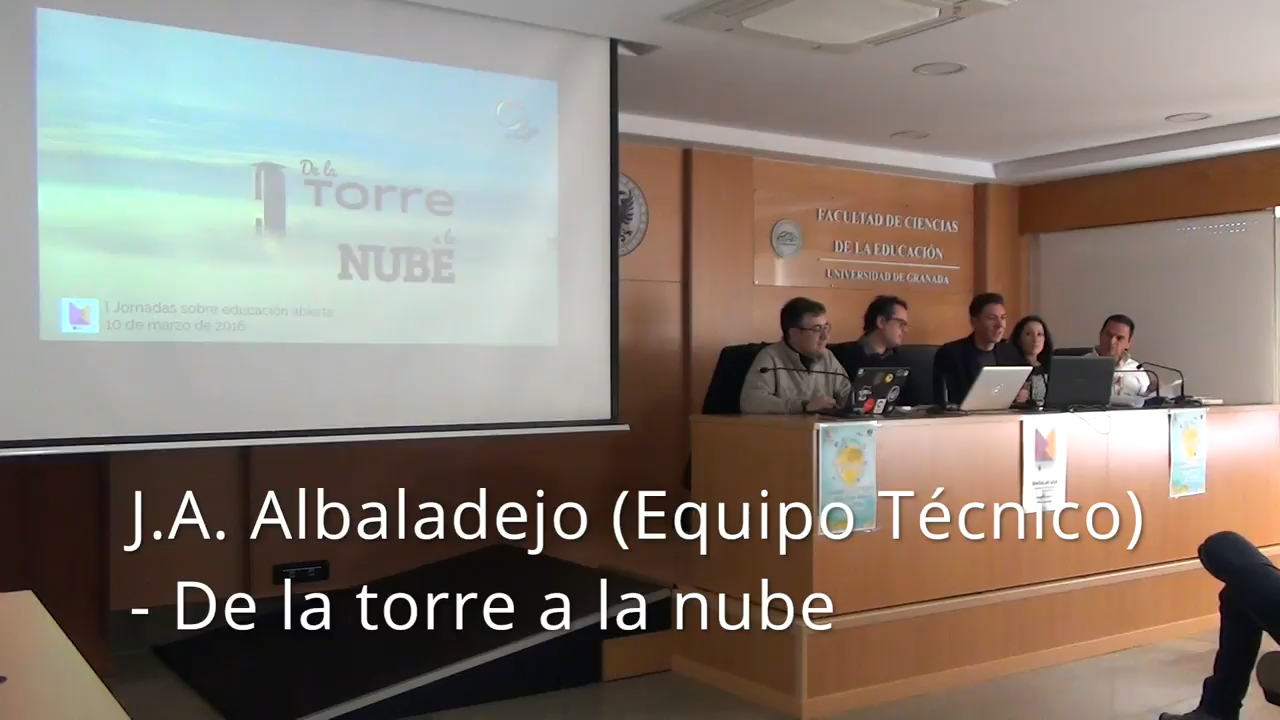 De la
TORRE
a la
NUBE
I Jornadas sobre educación abierta
10 de marzo de 2016
FACULTAD DE CIENCIAS
DE LA EDUCACIÓN
UNIVERSIDAD DE GRANADA
J.A. Albaladejo (Equipo Técnico)
- De la torre a la nube